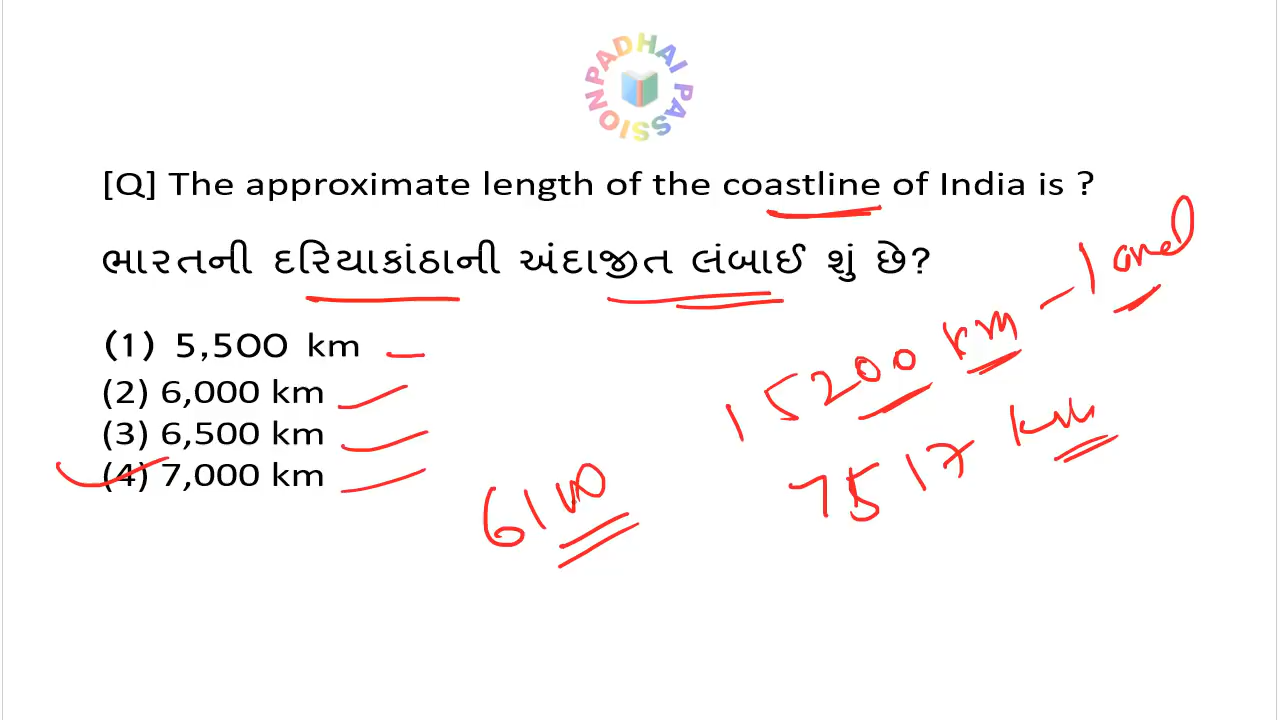 PADHAI PASSION
[Q] The approximate length of the coastline of India is ?
ભારતની દરિયાકાંઠાની અંદાજીત લંબાઈ શું છે?
(1) 5,500 km
(2) 6,000 km
(3) 6,500 km
(4) 7,000 km
15200 km - Land
7517 km
6100